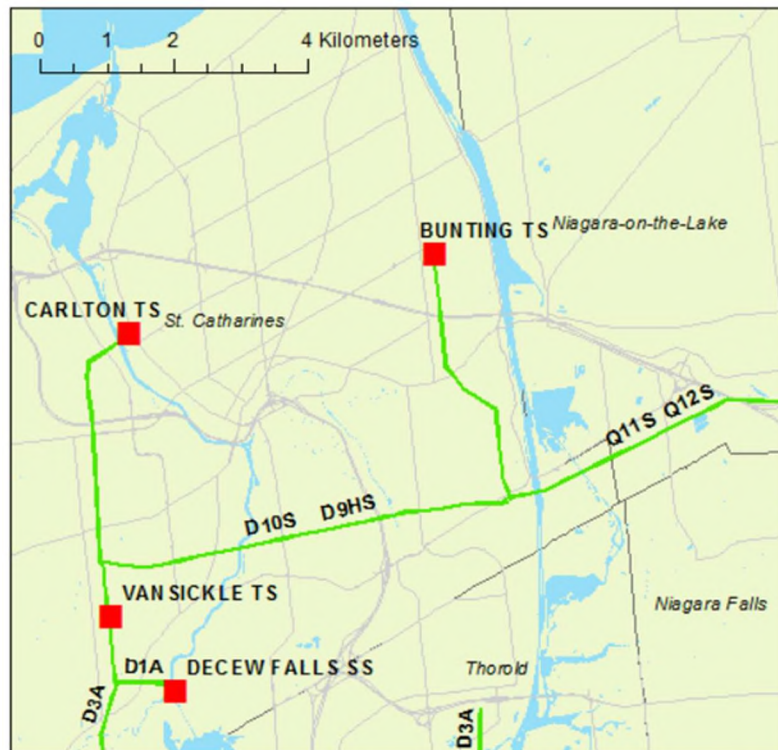 0 1 2 4 Kilometers
BUNTING TS
Niagara-on-the-Lake
CARLTON TS
St. Catharines
Q11S Q12S
D10S D9HS
VANSICKLE TS
Niagara Falls
D1A
DECEW FALLS SS
Thorold
D3A
D3A